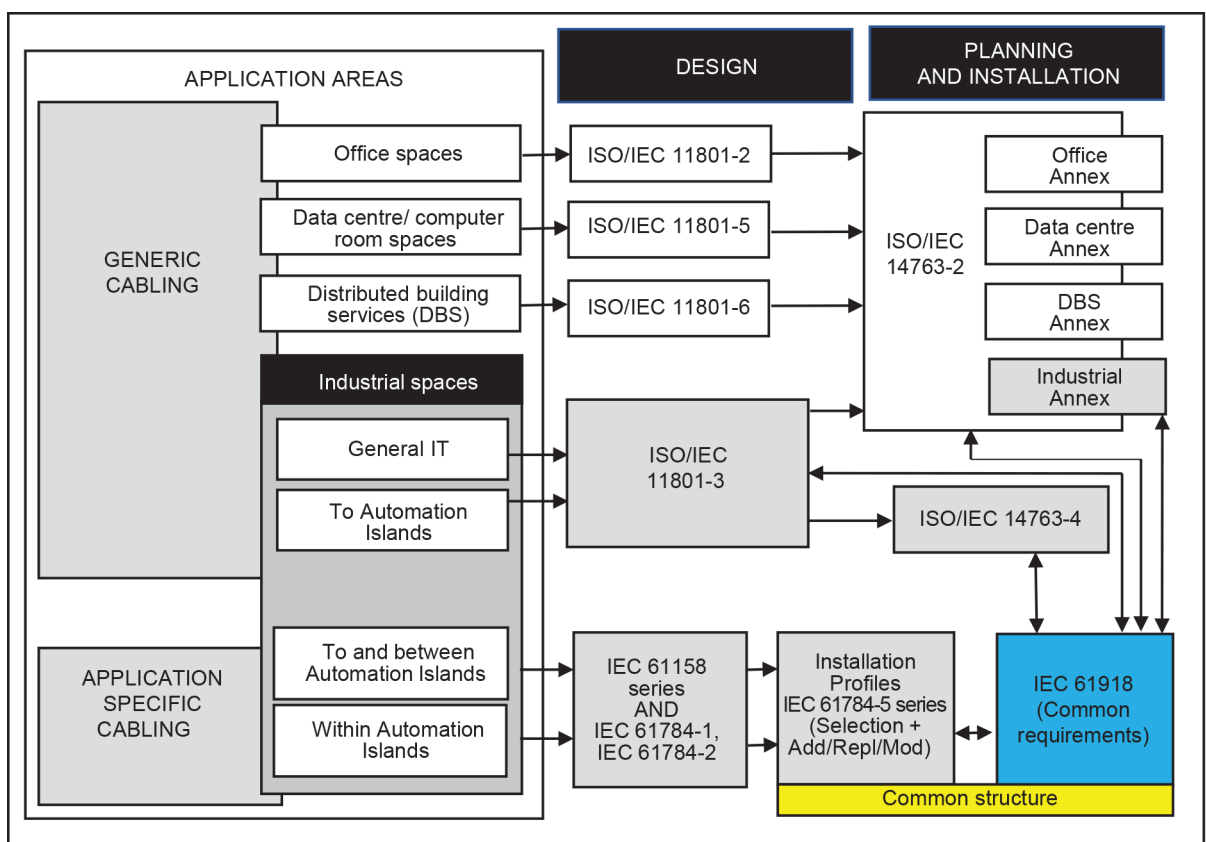 APPLICATION AREAS
DESIGN
PLANNING
AND INSTALLATION
GENERIC
CABLING
Office spaces
ISO/IEC 11801-2
Data centre/ computer
room spaces
ISO/IEC 11801-5
Distributed building
services (DBS)
ISO/IEC 11801-6
ISO/IEC
14763-2
Office
Annex
Data centre
Annex
DBS
Annex
Industrial
Annex
Industrial spaces
General IT
To Automation
Islands
ISO/IEC
11801-3
ISO/IEC 14763-4
APPLICATION
SPECIFIC
CABLING
To and between
Automation Islands
Within Automation
Islands
IEC 61158
series
AND
IEC 61784-1,
IEC 61784-2
Installation
Profiles
IEC 61784-5 series
(Selection +
Add/Repl/Mod)
IEC 61918
(Common
requirements)
Common structure